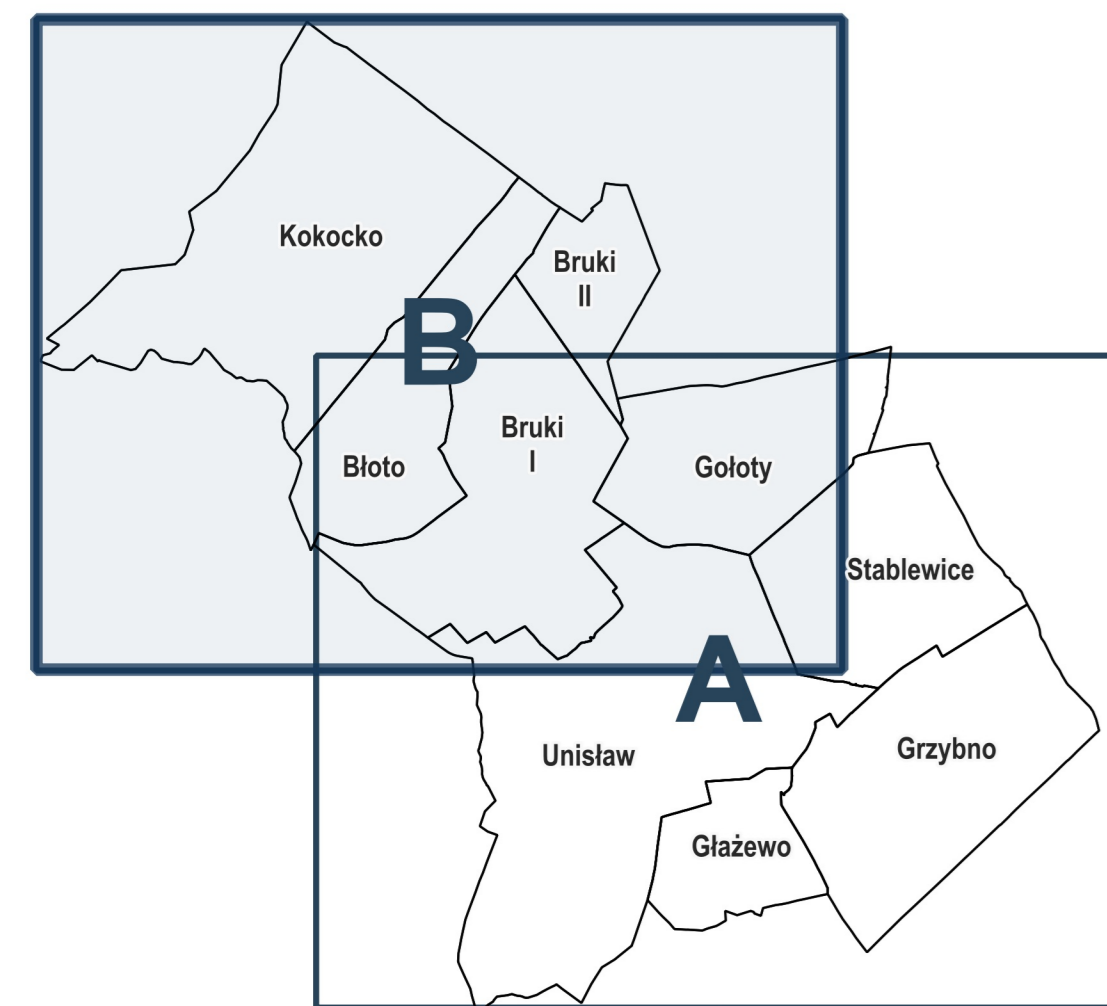 Kokocko
Bruki
II
B
Bruki
I
Błoto
Gołoty
Stablewice
A
Unisław
Grzybno
Głażewo